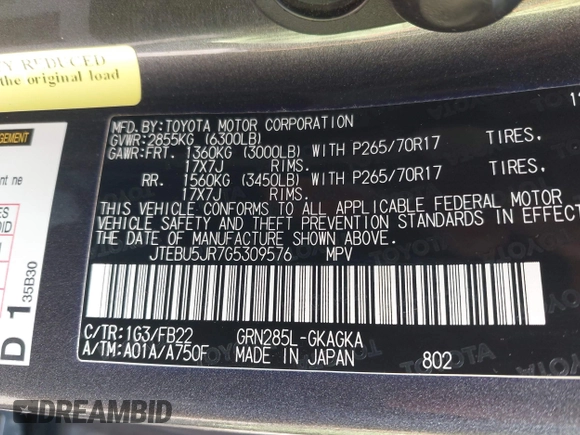 Y REDUCED
the original load
MFD.BY:TOYOTA MOTOR CORPORATION
GVWR:2855KG (6300LB)
GAWR:FRT. 1360KG (3000LB) WITH P265/70R17 TIRES,
17X7J RIMS.
RR. 1560KG (3450LB) WITH P265/70R17 TIRES,
17X7J RIMS.
THIS VEHICLE CONFORMS TO ALL APPLICABLE FEDERAL MOTOR
VEHICLE SAFETY AND THEFT PREVENTION STANDARDS IN EFFECT
THE DATE OF MANUFACTURE SHOWN ABOVE.
JTEBU5JR7G5309576 MPV
C/TR:1G3/FB22 GRN285L-GKAGKA
A/TM:A01A/A750F MADE IN JAPAN 802
TOYOTA
D 1
35B30
DREAMBID